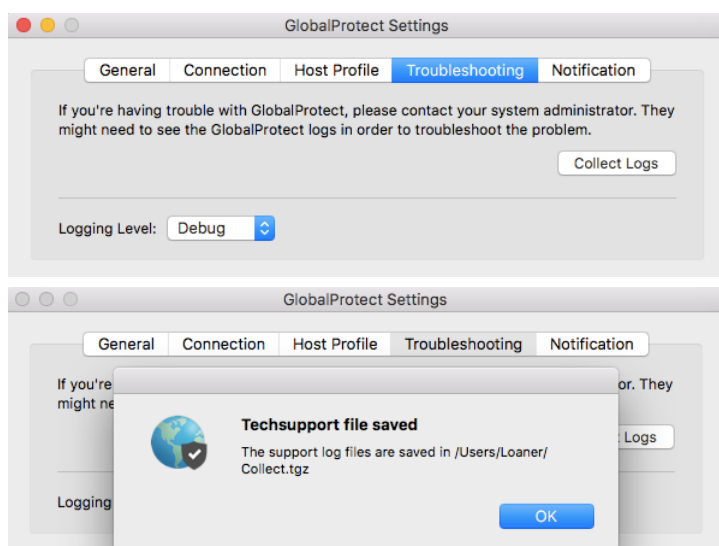 GlobalProtect Settings
General Connection Host Profile Troubleshooting Notification
If you're having trouble with GlobalProtect, please contact your system administrator. They
might need to see the GlobalProtect logs in order to troubleshoot the problem.
Collect Logs
Logging Level: Debug
GlobalProtect Settings
General Connection Host Profile Troubleshooting Notification
If you're or. They
might ne
Techsupport file saved
The support log files are saved in /Users/Loaner/
Collect.tgz
Logs
Logging
OK